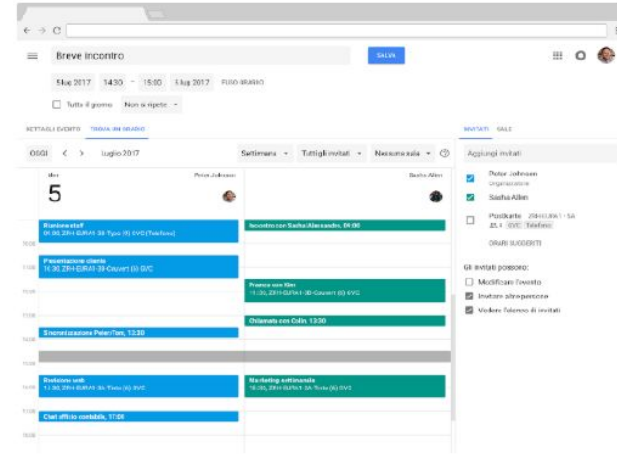 Breve incontro
SALVA
5 lug 2017 14:30 – 15:00 5 lug 2017 FUSO ORARIO
Tutto il giorno Non si ripete
DETTAGLI EVENTO TROVA UN ORARIO
INVITATI SALE
OGGI < > luglio 2017
Settimana Tutti gli invitati Nessuna sala
Aggiungi invitati
Mer
5
Peter Johnson
Sasha Allen
Peter Johnson
Organizzatore
Sasha Allen
Postkarte
GVC Telefono
ORARI SUGGERITI
Gli invitati possono:
Modificare l'evento
Invitare altre persone
Vedere l'elenco di invitati
Riunione staff
(Telefono)
Incontro con Sasha/Alessandro, 09:00
Presentazione cliente
Pranzo con Kim
Chiamata con Colin, 13:30
Sincronizzazione Peter/Tom, 13:30
Revisione web
Marketing settimanale
Chat ufficio contabile, 17:00